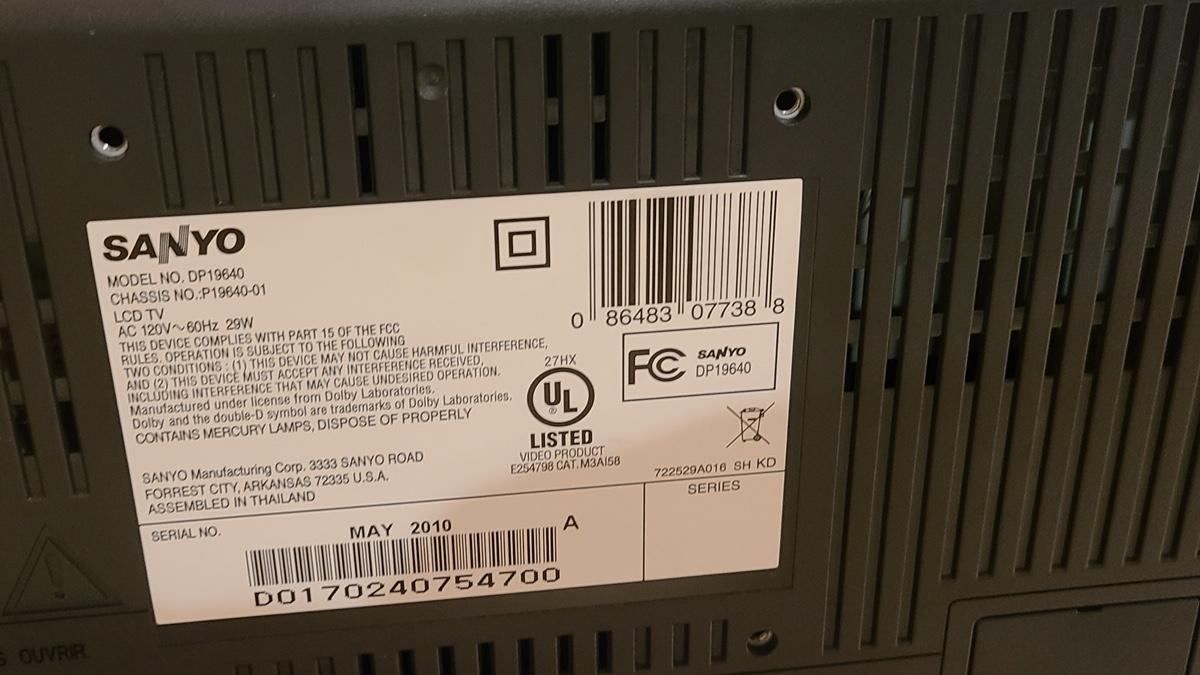 SANYO
MODEL NO. DP19640
CHASSIS NO.:P19640-01
LCD TV
AC 120V～60Hz 29W
THIS DEVICE COMPLIES WITH PART 15 OF THE FCC
RULES. OPERATION IS SUBJECT TO THE FOLLOWING
TWO CONDITIONS : (1) THIS DEVICE MAY NOT CAUSE HARMFUL INTERFERENCE,
AND (2) THIS DEVICE MUST ACCEPT ANY INTERFERENCE RECEIVED,
INCLUDING INTERFERENCE THAT MAY CAUSE UNDESIRED OPERATION.
Manufactured under license from Dolby Laboratories.
Dolby and the double-D symbol are trademarks of Dolby Laboratories.
CONTAINS MERCURY LAMPS, DISPOSE OF PROPERLY
SANYO Manufacturing Corp. 3333 SANYO ROAD
FORREST CITY, ARKANSAS 72335 U.S.A.
ASSEMBLED IN THAILAND
0 86483 07738 8
FC SANYO
DP19640
27HX
UL
®
LISTED
VIDEO PRODUCT
E254798 CAT. M3AI58
722529A016 SH KD
SERIES
SERIAL NO.
MAY 2010 A
D0170240754700
S OUVRIR.